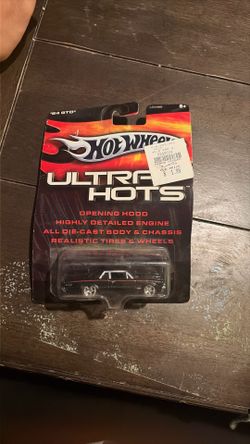 '64 GTO
HOT WHEELS
ULTRA
HOTS
OPENING HOOD
HIGHLY DETAILED ENGINE
ALL DIE-CAST BODY & CHASSIS
REALISTIC TIRES & WHEELS